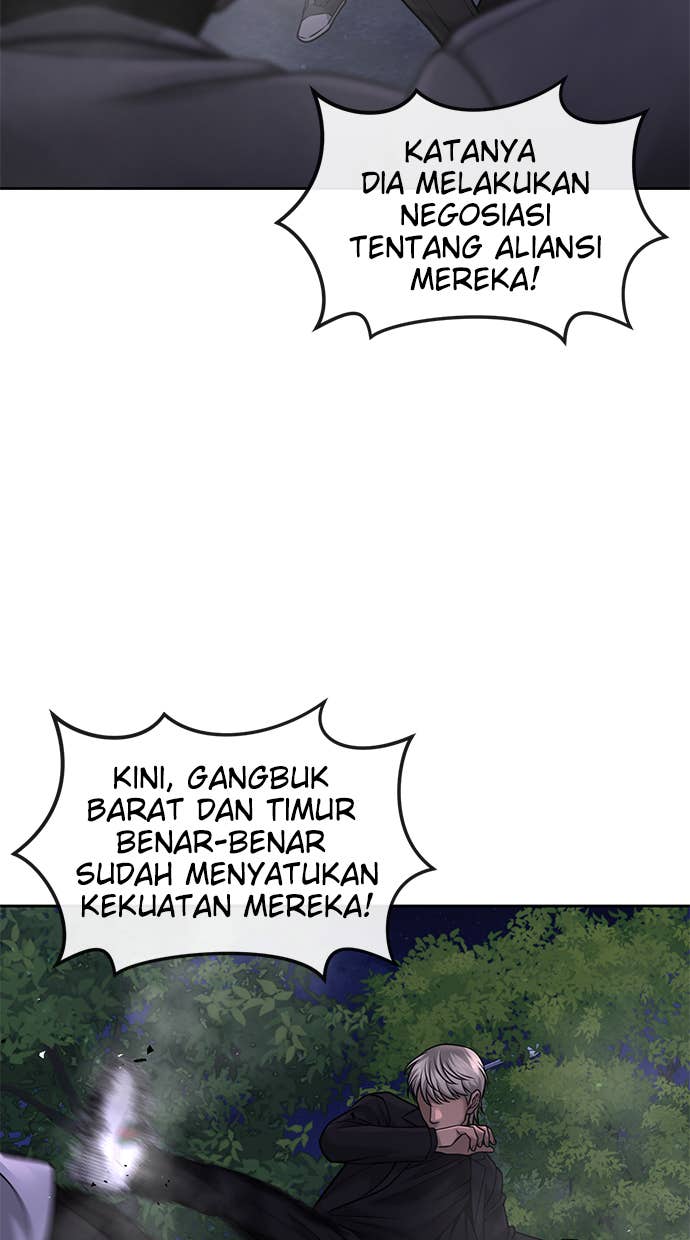 KATANYA
DIA MELAKUKAN
NEGOSIASI
TENTANG ALIANSI
MEREKA!
KINI, GANGBUK
BARAT DAN TIMUR
BENAR-BENAR
SUDAH MENYATUKAN
KEKUATAN MEREKA!